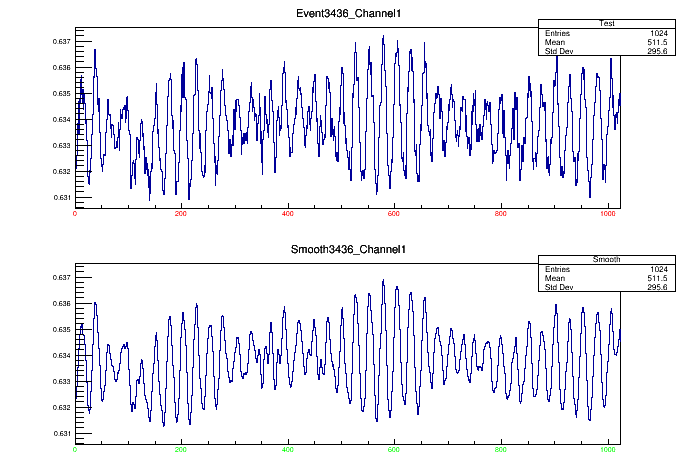 Event3436_Channel1
Test
Entries 1024
Mean 511.5
Std Dev 295.6
0.637
0.636
0.635
0.634
0.633
0.632
0.631
0 200 400 600 800 1000
Smooth3436_Channel1
Smooth
Entries 1024
Mean 511.5
Std Dev 295.6
0.637
0.636
0.635
0.634
0.633
0.632
0.631
0 200 400 600 800 1000